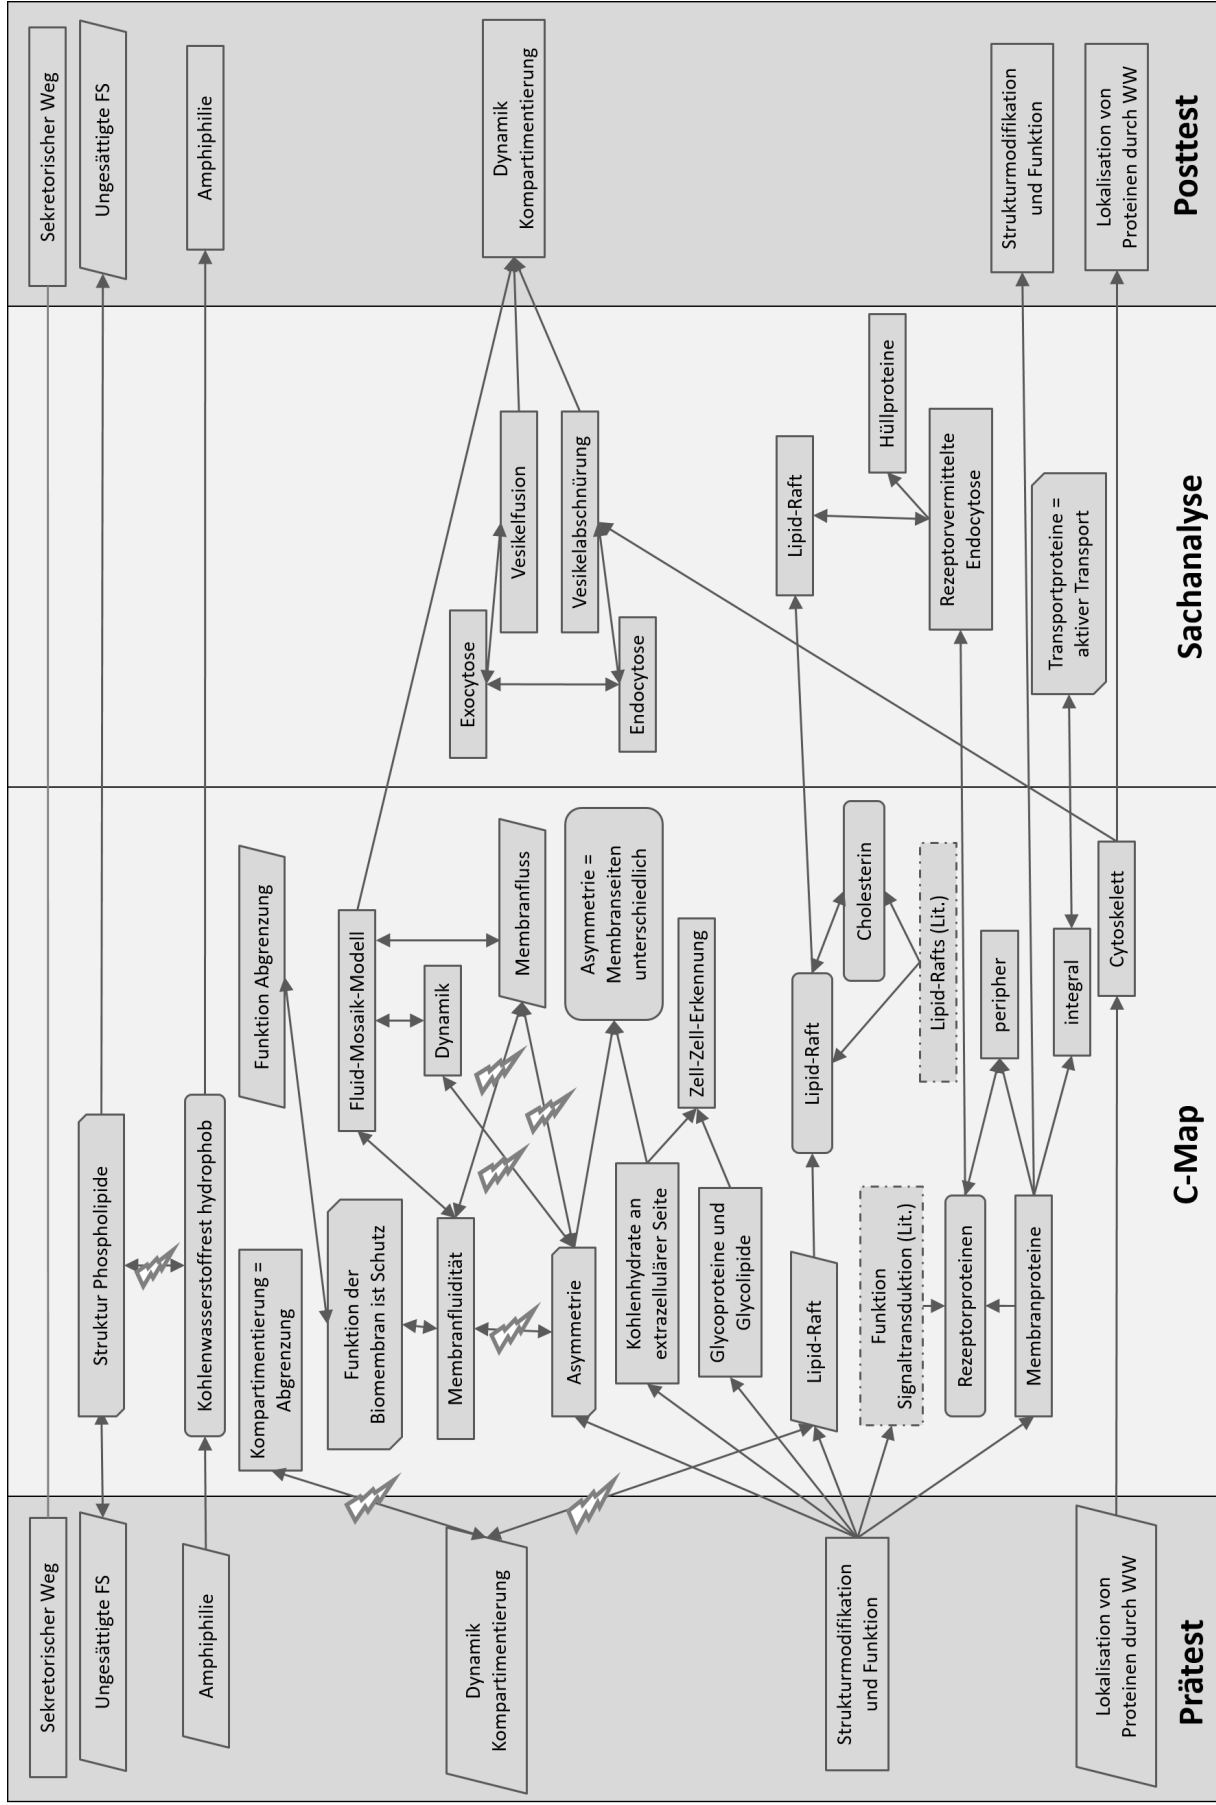 Prätest
Sekretorischer Weg
Ungesättigte FS
Amphiphilie
Dynamik
Kompartimentierung
Strukturmodifikation
und Funktion
Lokalisation von
Proteinen durch WW
C-Map
Struktur Phospholipide
Kohlenwasserstoffrest hydrophob
Kompartimentierung =
Abgrenzung
Funktion Abgrenzung
Funktion der
Biomembran ist Schutz
Fluid-Mosaik-Modell
Dynamik
Membranfluidität
Membranfluss
Asymmetrie
Asymmetrie =
Membranseiten
unterschiedlich
Kohlenhydrate an
extrazellulärer Seite
Zell-Zell-Erkennung
Glycoproteine und
Glycolipide
Lipid-Raft
Lipid-Raft
Cholesterin
Funktion
Signaltransduktion (Lit.)
Lipid-Rafts (Lit.)
Rezeptorproteinen
peripher
Membranproteine
integral
Cytoskelett
Sachanalyse
Exocytose
Vesikelfusion
Vesikelabschnürung
Endocytose
Lipid-Raft
Hüllproteine
Rezeptorvermittelte
Endocytose
Transportproteine =
aktiver Transport
Posttest
Sekretorischer Weg
Ungesättigte FS
Amphiphilie
Dynamik
Kompartimentierung
Strukturmodifikation
und Funktion
Lokalisation von
Proteinen durch WW